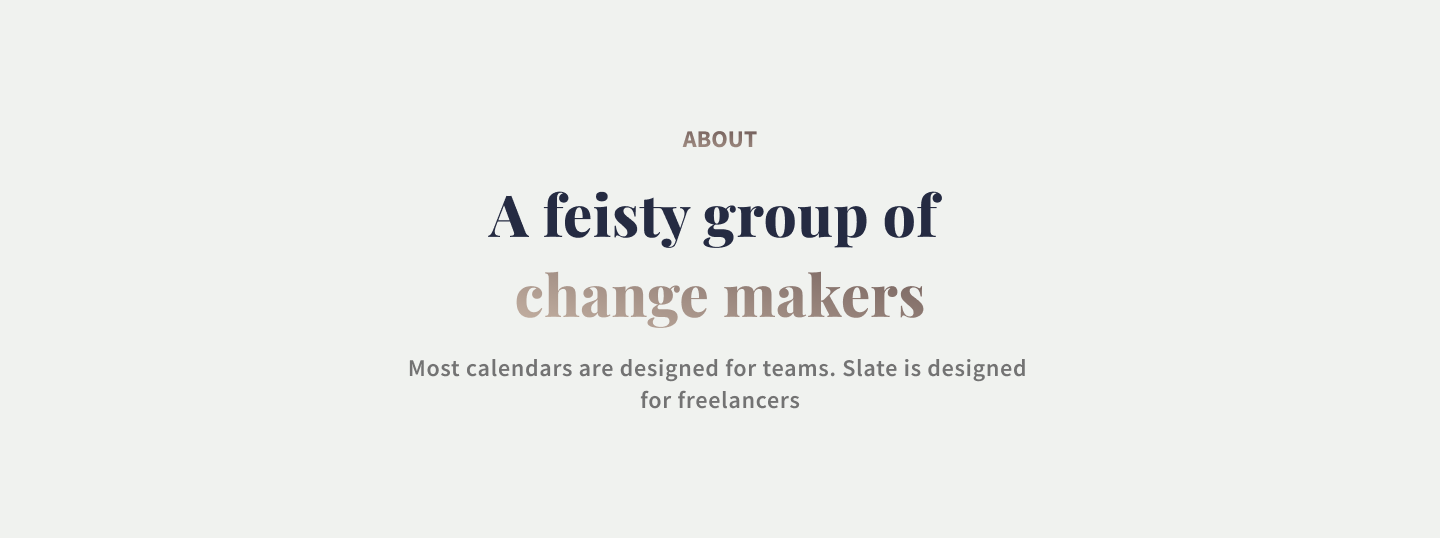 ABOUT
A feisty group of
change makers
Most calendars are designed for teams. Slate is designed
for freelancers